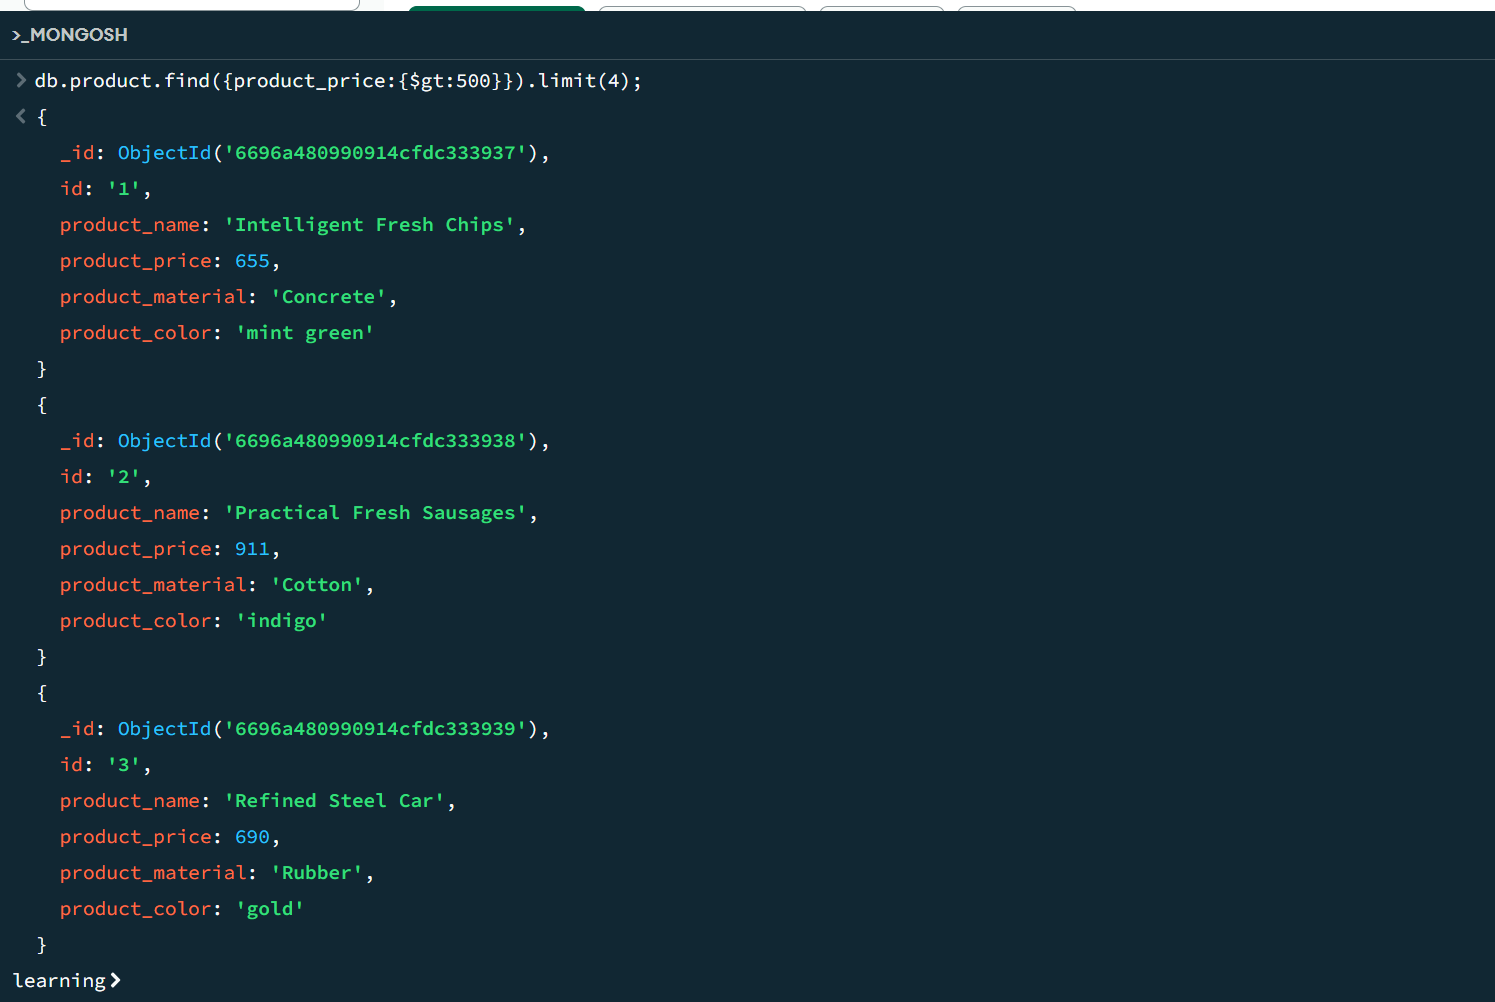 >_MONGOSH
> db.product.find({product_price:{$gt:500}}).limit(4);
< {
_id: ObjectId('6696a480990914cfdc333937'),
id: '1',
product_name: 'Intelligent Fresh Chips',
product_price: 655,
product_material: 'Concrete',
product_color: 'mint green'
}
{
_id: ObjectId('6696a480990914cfdc333938'),
id: '2',
product_name: 'Practical Fresh Sausages',
product_price: 911,
product_material: 'Cotton',
product_color: 'indigo'
}
{
_id: ObjectId('6696a480990914cfdc333939'),
id: '3',
product_name: 'Refined Steel Car',
product_price: 690,
product_material: 'Rubber',
product_color: 'gold'
}
learning>